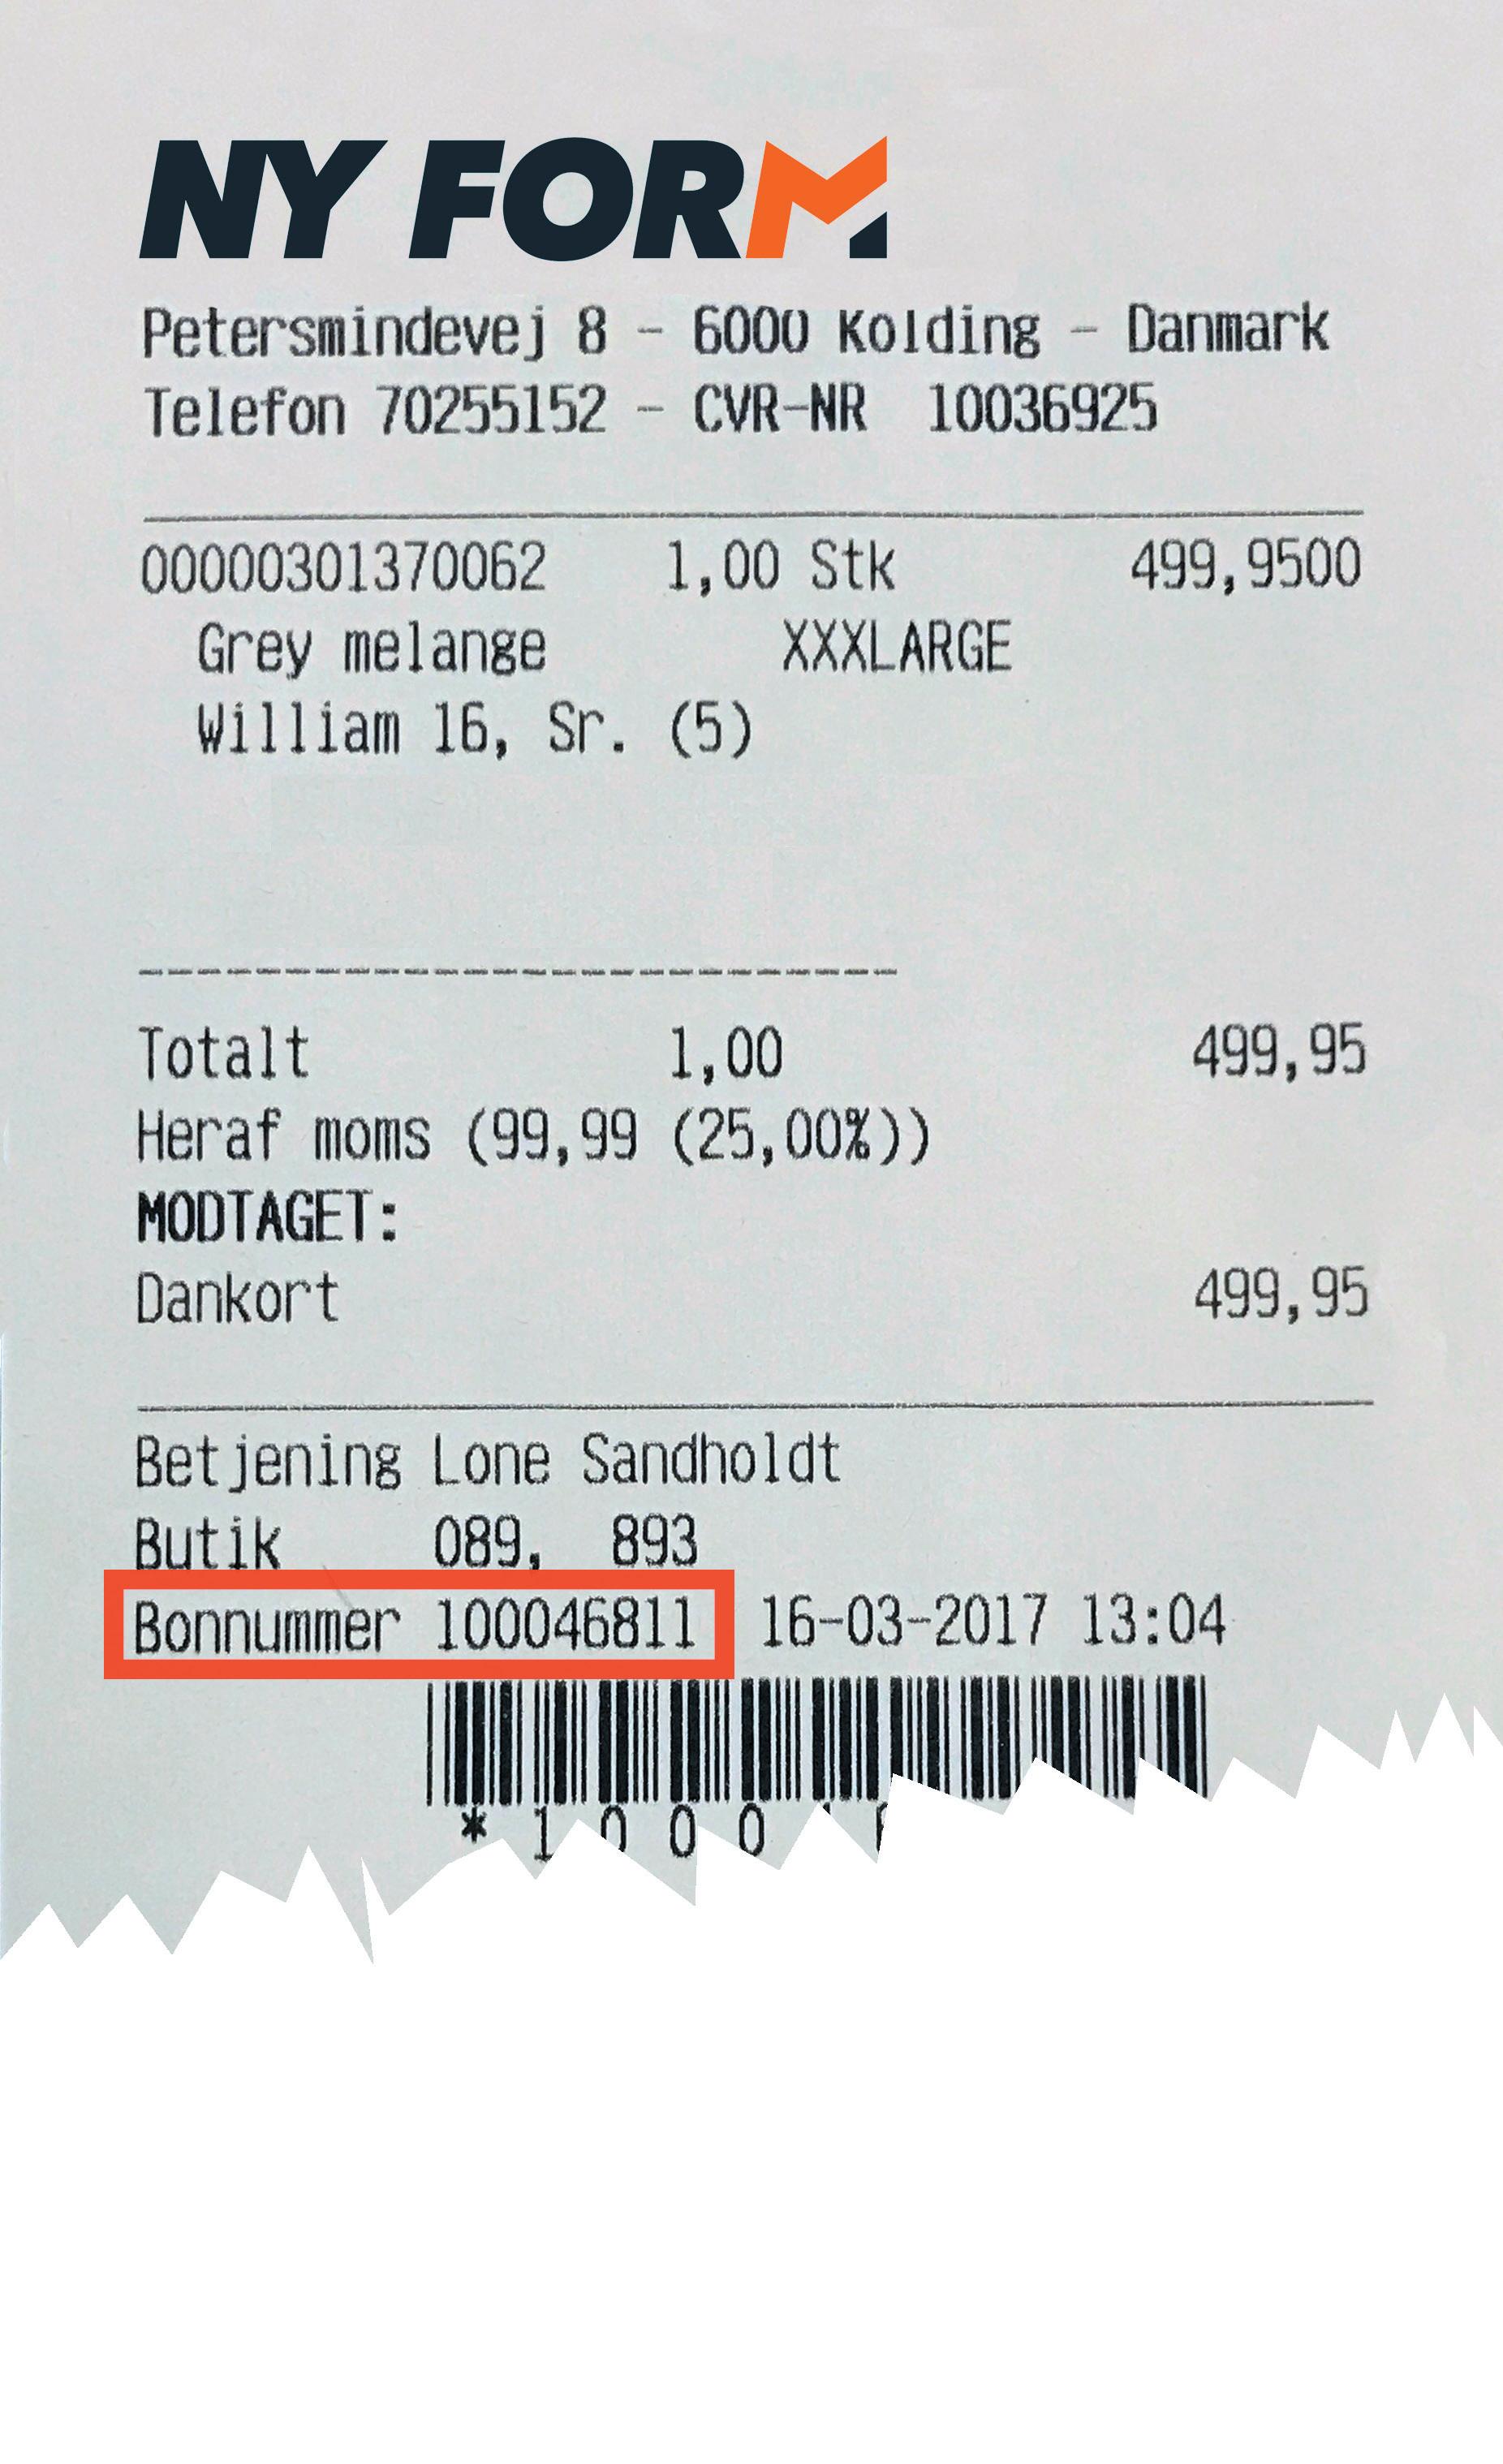 NY FORM
Petersmindevej 8 - 6000 Kolding - Danmark
Telefon 70255152 - CVR-NR 10036925
00000301370062 1,00 Stk 499,9500
Grey melange XXXLARGE
William 16, Sr. (5)
Totalt 1,00 499,95
Heraf moms (99,99 (25,00%))
MODTAGET:
Dankort 499,95
Betjening Lone Sandholdt
Butik 089, 893
Bonnummer 100046811 16-03-2017 13:04
*1000